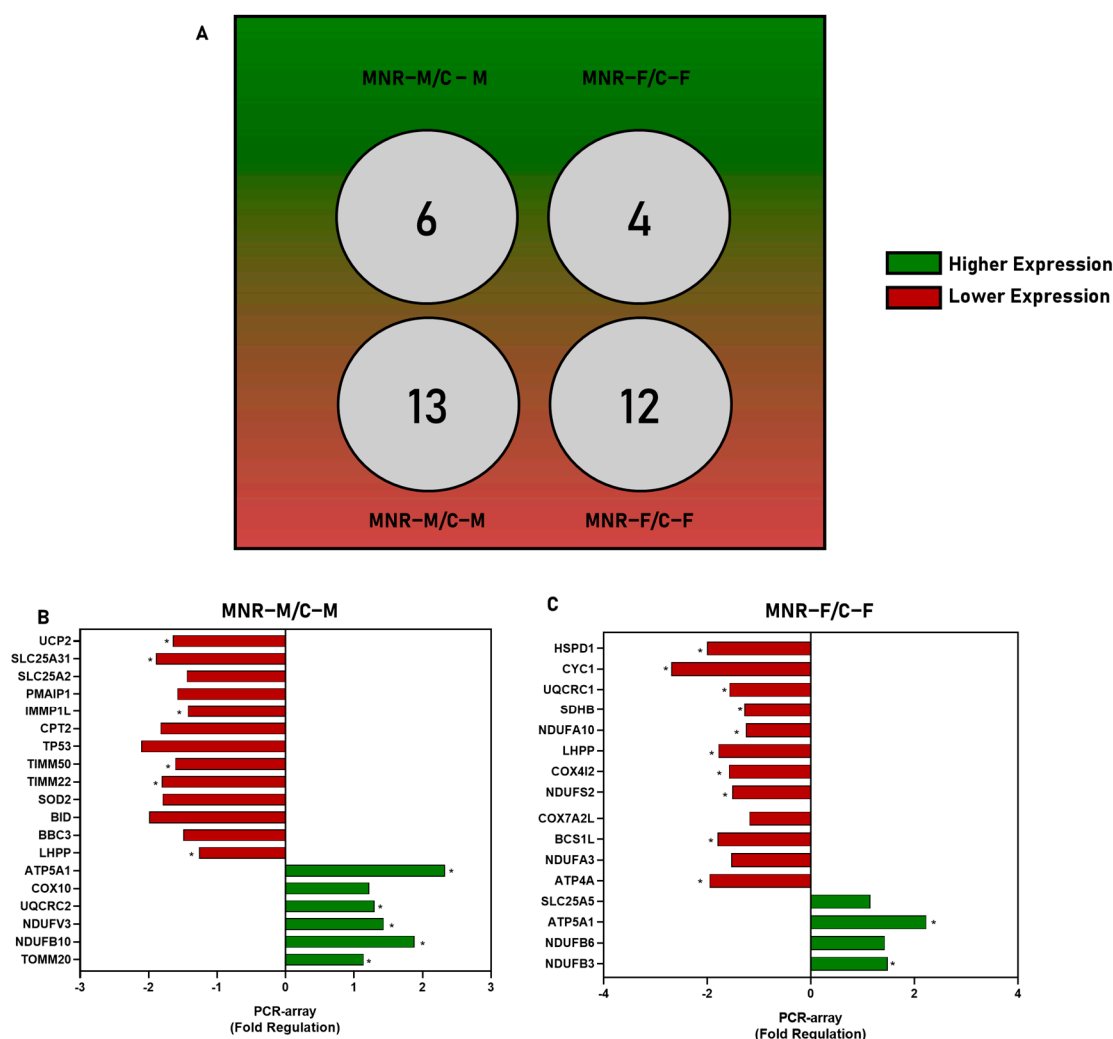 A
MNR–M/C – M
MNR–F/C–F
6
4
13
12
MNR–M/C–M
MNR–F/C–F
Higher Expression
Lower Expression
B
MNR–M/C–M
UCP2
*
SLC25A31
*
SLC25A2
PMAIP1
IMMP1L
*
CPT2
TP53
TIMM50
*
TIMM22
*
SOD2
BID
BBC3
LHPP
*
ATP5A1
*
COX10
UQCRC2
*
NDUFV3
*
NDUFB10
*
TOMM20
*
-3
-2
-1
0
1
2
3
PCR-array
(Fold Regulation)
C
MNR–F/C–F
HSPD1
*
CYC1
*
UQCRC1
*
SDHB
*
NDUFA10
*
LHPP
*
COX4I2
*
NDUFS2
*
COX7A2L
BCS1L
*
NDUFA3
ATP4A
*
SLC25A5
ATP5A1
*
NDUFB6
NDUFB3
*
-4
-2
0
2
4
PCR-array
(Fold Regulation)